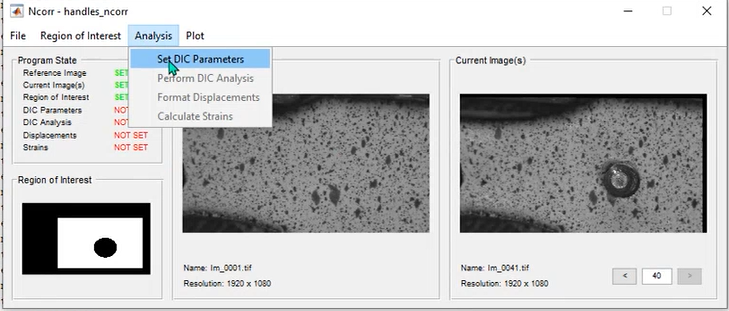 Ncorr - handles_ncorr
File Region of Interest Analysis Plot
Set DIC Parameters
Perform DIC Analysis
Format Displacements
Calculate Strains
Program State
Reference Image SET
Current Image(s) SET
Region of Interest SET
DIC Parameters NOT
DIC Analysis NOT SET
Displacements NOT SET
Strains NOT SET
Region of Interest
Name: Im_0001.tif
Resolution: 1920 x 1080
Current Image(s)
Name: Im_0041.tif
Resolution: 1920 x 1080
< 40 >